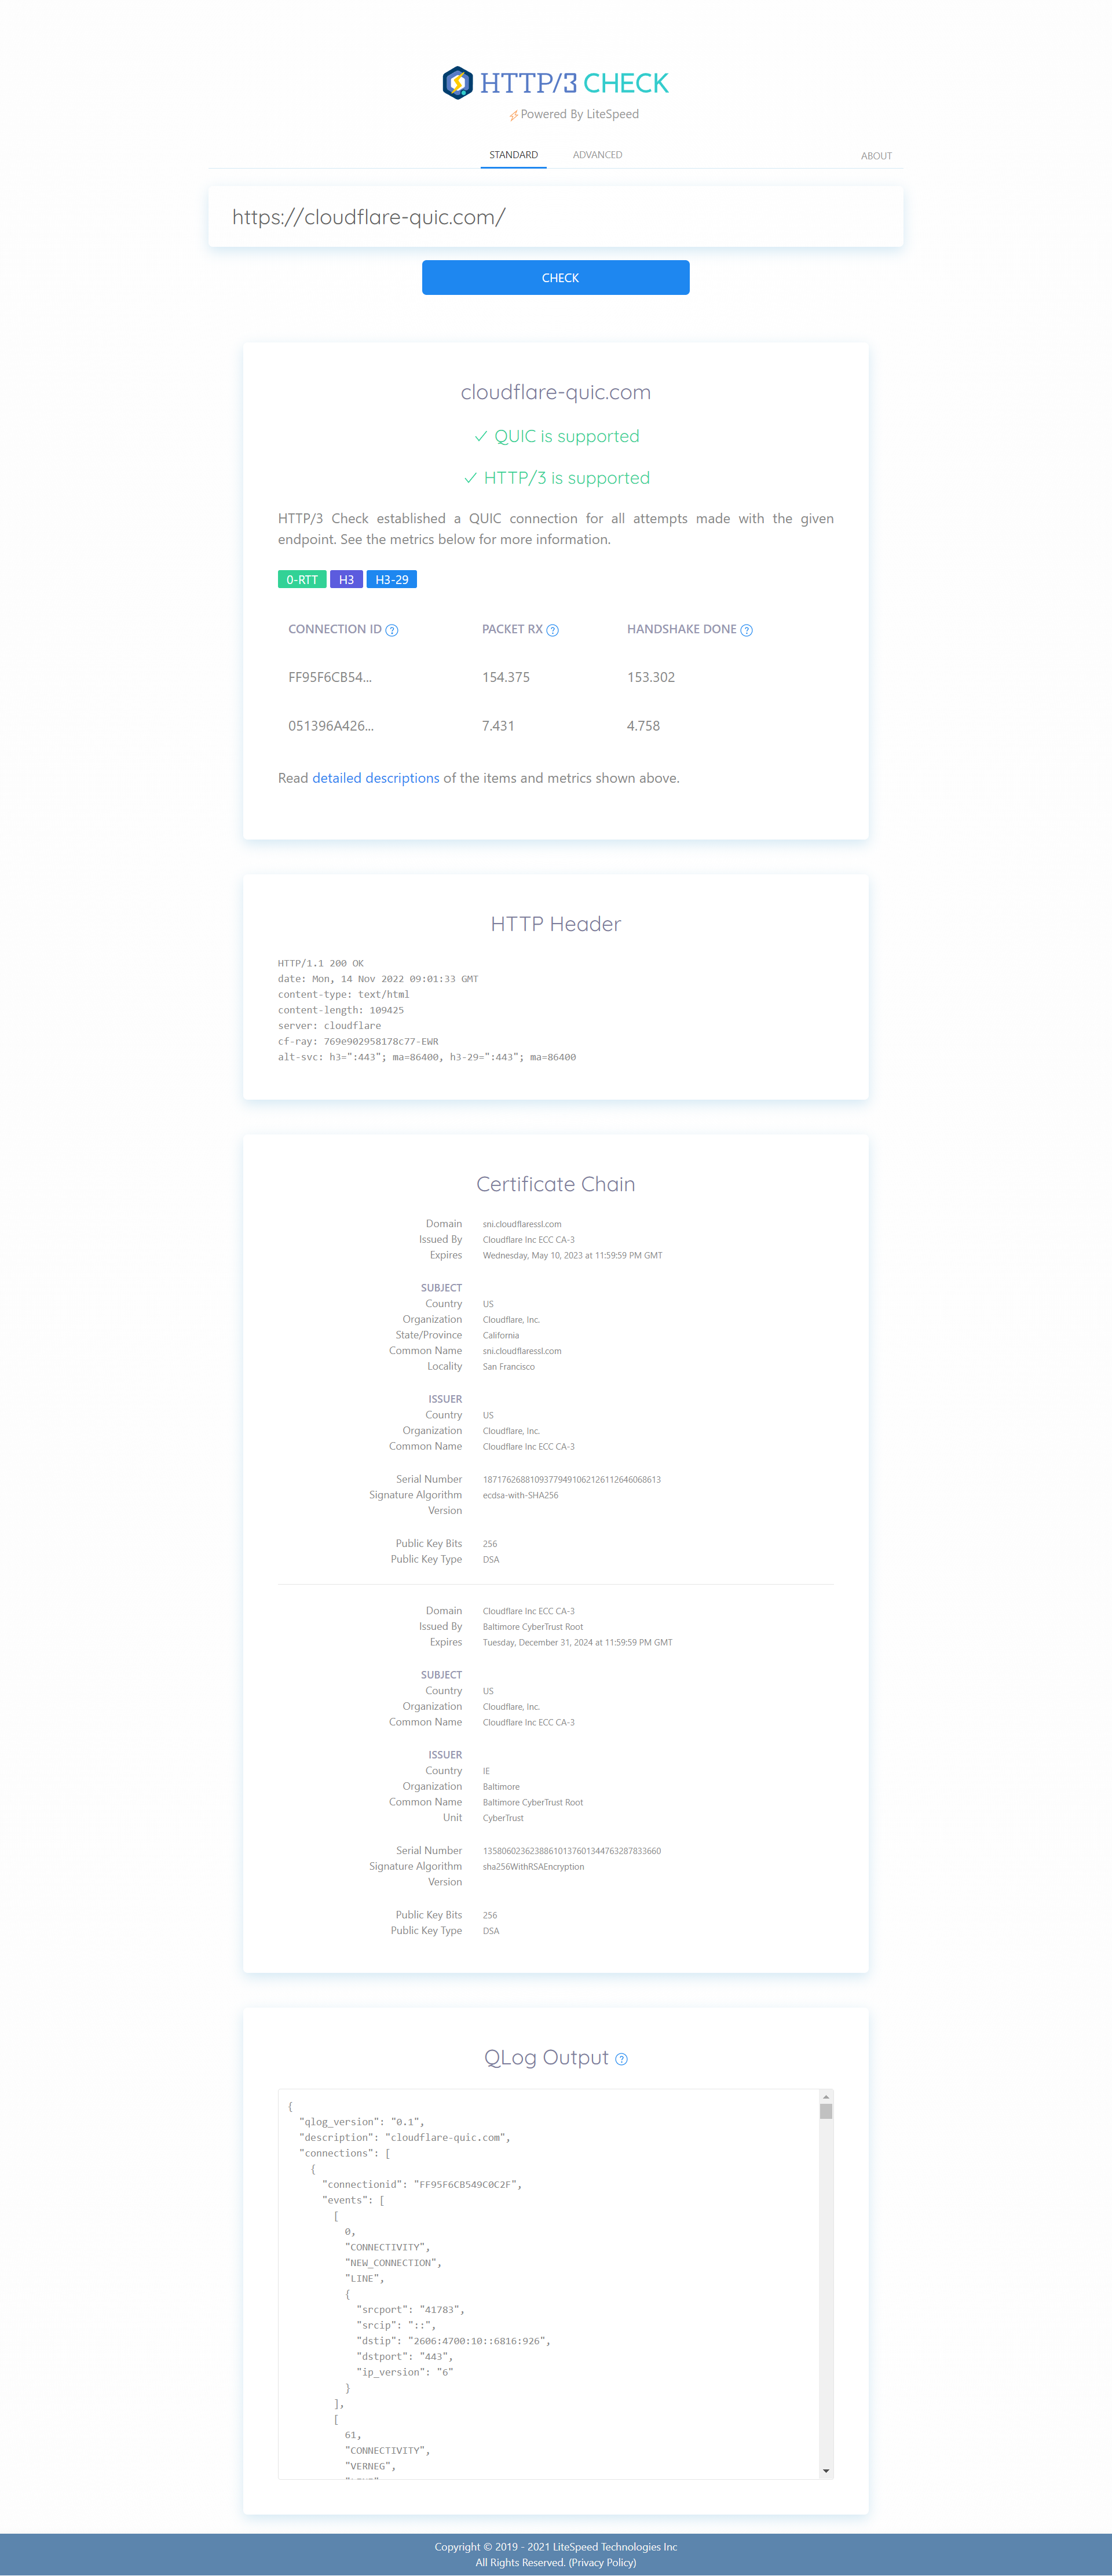 HTTP/3 CHECK
Powered By LiteSpeed
STANDARD ADVANCED ABOUT
https://cloudflare-quic.com/
CHECK
cloudflare-quic.com
✓ QUIC is supported
✓ HTTP/3 is supported
HTTP/3 Check established a QUIC connection for all attempts made with the given
endpoint. See the metrics below for more information.
0-RTT H3 H3-29
CONNECTION ID ? PACKET RX ? HANDSHAKE DONE ?
FF95F6CB54... 154.375 153.302
051396A426... 7.431 4.758
Read detailed descriptions of the items and metrics shown above.
HTTP Header
HTTP/1.1 200 OK
date: Mon, 14 Nov 2022 09:01:33 GMT
content-type: text/html
content-length: 109425
server: cloudflare
cf-ray: 769e902958178c77-EWR
alt-svc: h3=":443"; ma=86400, h3-29=":443"; ma=86400
Certificate Chain
Domain sni.cloudflaressl.com
Issued By Cloudflare Inc ECC CA-3
Expires Wednesday, May 10, 2023 at 11:59:59 PM GMT
SUBJECT
Country US
Organization Cloudflare, Inc.
State/Province California
Common Name sni.cloudflaressl.com
Locality San Francisco
ISSUER
Country US
Organization Cloudflare, Inc.
Common Name Cloudflare Inc ECC CA-3
Serial Number 18717626881093779491062126112646068613
Signature Algorithm ecdsa-with-SHA256
Version
Public Key Bits 256
Public Key Type DSA
Domain Cloudflare Inc ECC CA-3
Issued By Baltimore CyberTrust Root
Expires Tuesday, December 31, 2024 at 11:59:59 PM GMT
SUBJECT
Country US
Organization Cloudflare, Inc.
Common Name Cloudflare Inc ECC CA-3
ISSUER
Country IE
Organization Baltimore
Common Name Baltimore CyberTrust Root
Unit CyberTrust
Serial Number 13580602362388610137601344763287833660
Signature Algorithm sha256WithRSAEncryption
Version
Public Key Bits 256
Public Key Type DSA
QLog Output ?
{
"qlog_version": "0.1",
"description": "cloudflare-quic.com",
"connections": [
{
"connectionid": "FF95F6CB549C0C2F",
"events": [
[
0,
"CONNECTIVITY",
"NEW_CONNECTION",
"LINE",
{
"srcport": "41783",
"srcip": "::",
"dstip": "2606:4700:10::6816:926",
"dstport": "443",
"ip_version": "6"
}
],
[
61,
"CONNECTIVITY",
"VERNEG",
Copyright © 2019 - 2021 LiteSpeed Technologies Inc
All Rights Reserved. (Privacy Policy)